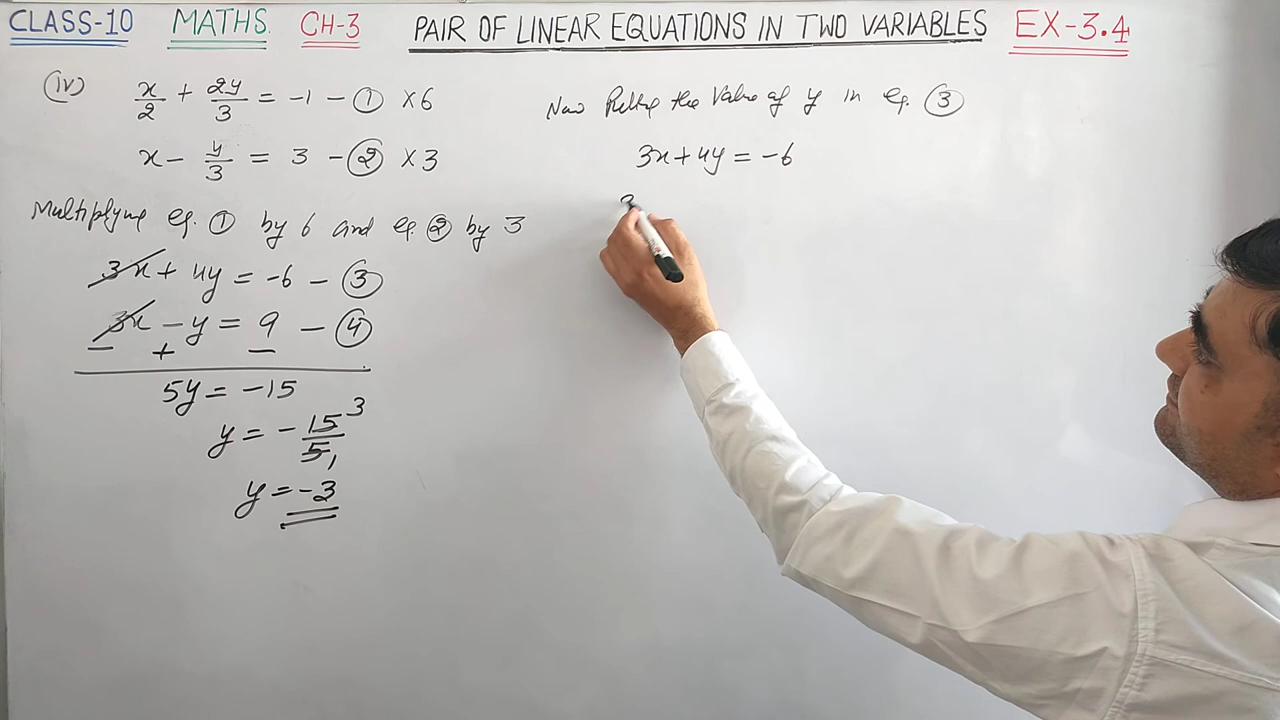 CLASS-10 MATHS. CH-3 PAIR OF LINEAR EQUATIONS IN TWO VARIABLES EX-3.4
(iv) x/2 + 2y/3 = -1 - ① ×6
x - y/3 = 3 - ② ×3
Multiplying eq. ① by 6 and eq. ② by 3
3x + 4y = -6 - ③
3x - y = 9 - ④
- + -
5y = -15
y = -15/5 3 1
y = -3
Now Putting the Value of y in eq. ③
3x + 4y = -6